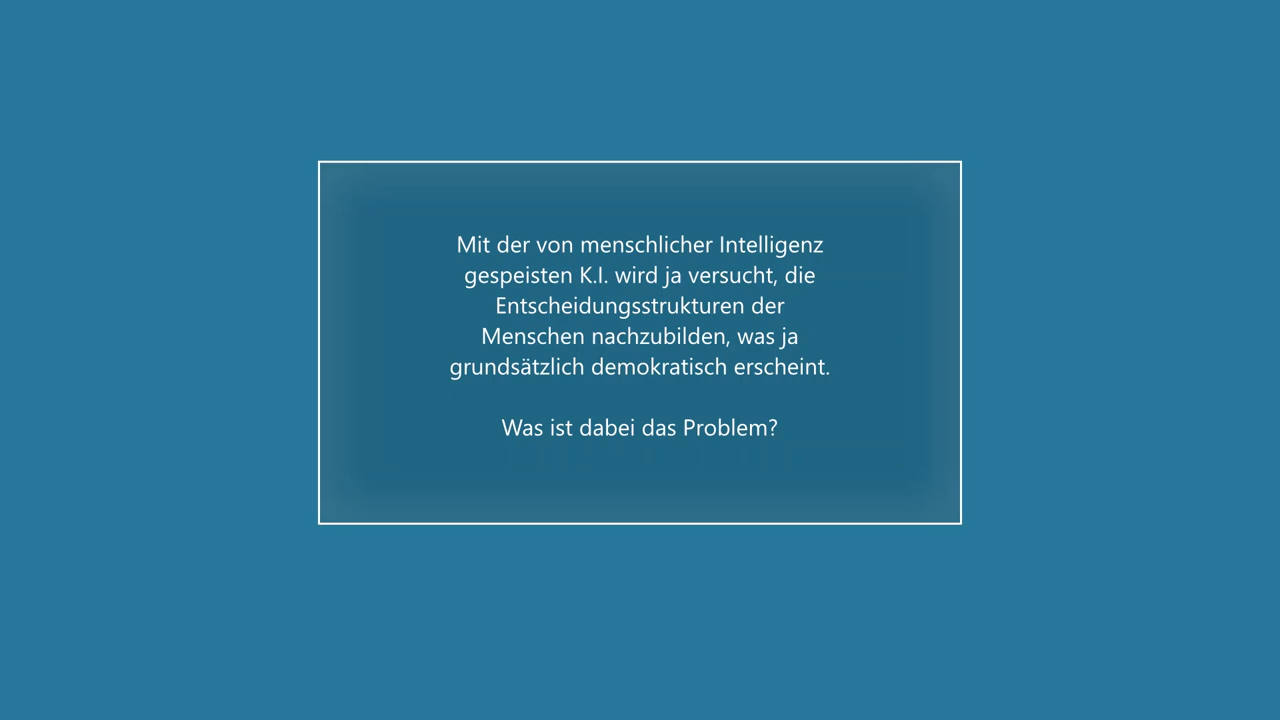 Mit der von menschlicher Intelligenz
gespeisten K.I. wird ja versucht, die
Entscheidungsstrukturen der
Menschen nachzubilden, was ja
grundsätzlich demokratisch erscheint.
Was ist dabei das Problem?